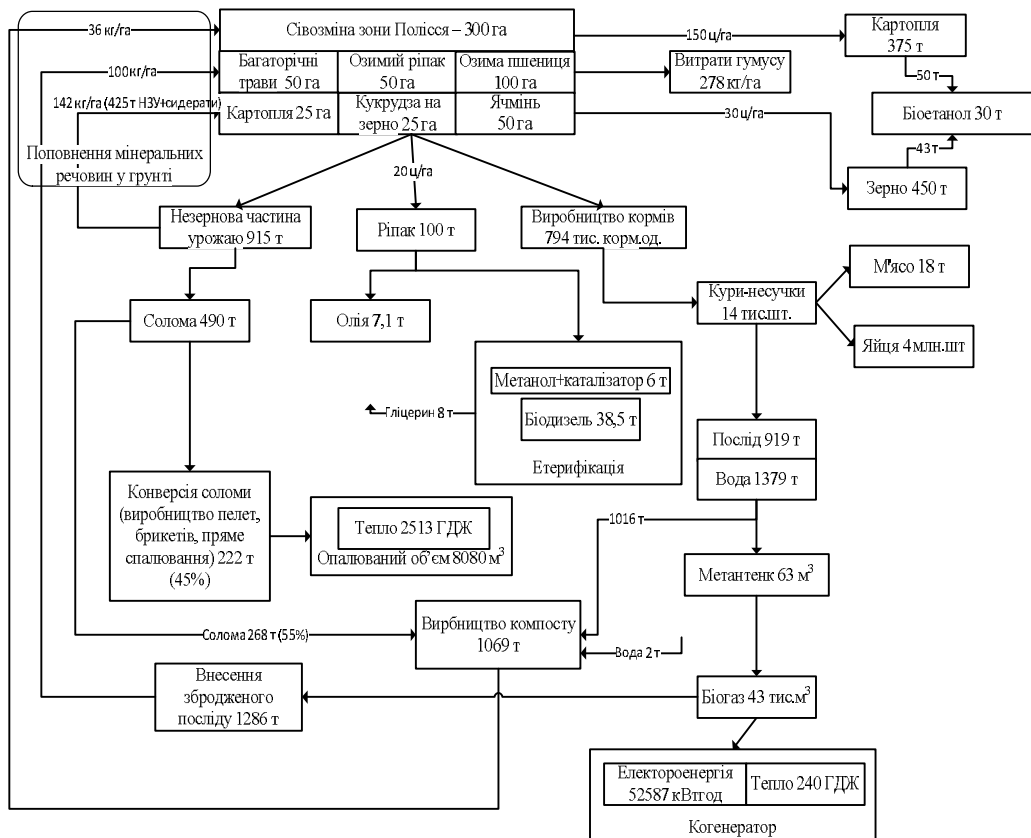 36 кг/га
Сівозміна зони Полісся – 300 га
150 ц/га
Картопля
375 т
100кг/га
Багаторічні
трави 50 га
Озимий ріпак
50 га
Озима пшениця
100 га
Витрати гумусу
278 кг/га
50 т
142 кг/га (425 т НЗУ+сидерати)
Картопля 25 га
Кукрудза на
зерно 25 га
Ячмінь
50 га
30 ц/га
Біоетанол 30 т
43 т
Поповнення мінеральних
речовин у грунті
20 ц/га
Зерно 450 т
Незернова частина
урожаю 915 т
Ріпак 100 т
Виробництво кормів
794 тис. корм.од.
М'ясо 18 т
Кури-несучки
14 тис.шт.
Солома 490 т
Олія 7,1 т
Яйця 4 млн.шт
Метанол+каталізатор 6 т
Гліцерин 8 т
Біодизель 38,5 т
Етерифікація
Послід 919 т
Вода 1379 т
Конверсія соломи
(виробництво пелет,
брикетів, пряме
спалювання) 222 т
(45%)
Тепло 2513 ГДЖ
Опалюваний об’єм 8080 м³
1016 т
Метантенк 63 м³
Солома 268 т (55%)
Вирбництво компосту
1069 т
Вода 2 т
Внесення
збродженого
посліду 1286 т
Біогаз 43 тис.м³
Електороенергія
52587 кВтгод
Тепло 240 ГДЖ
Когенератор